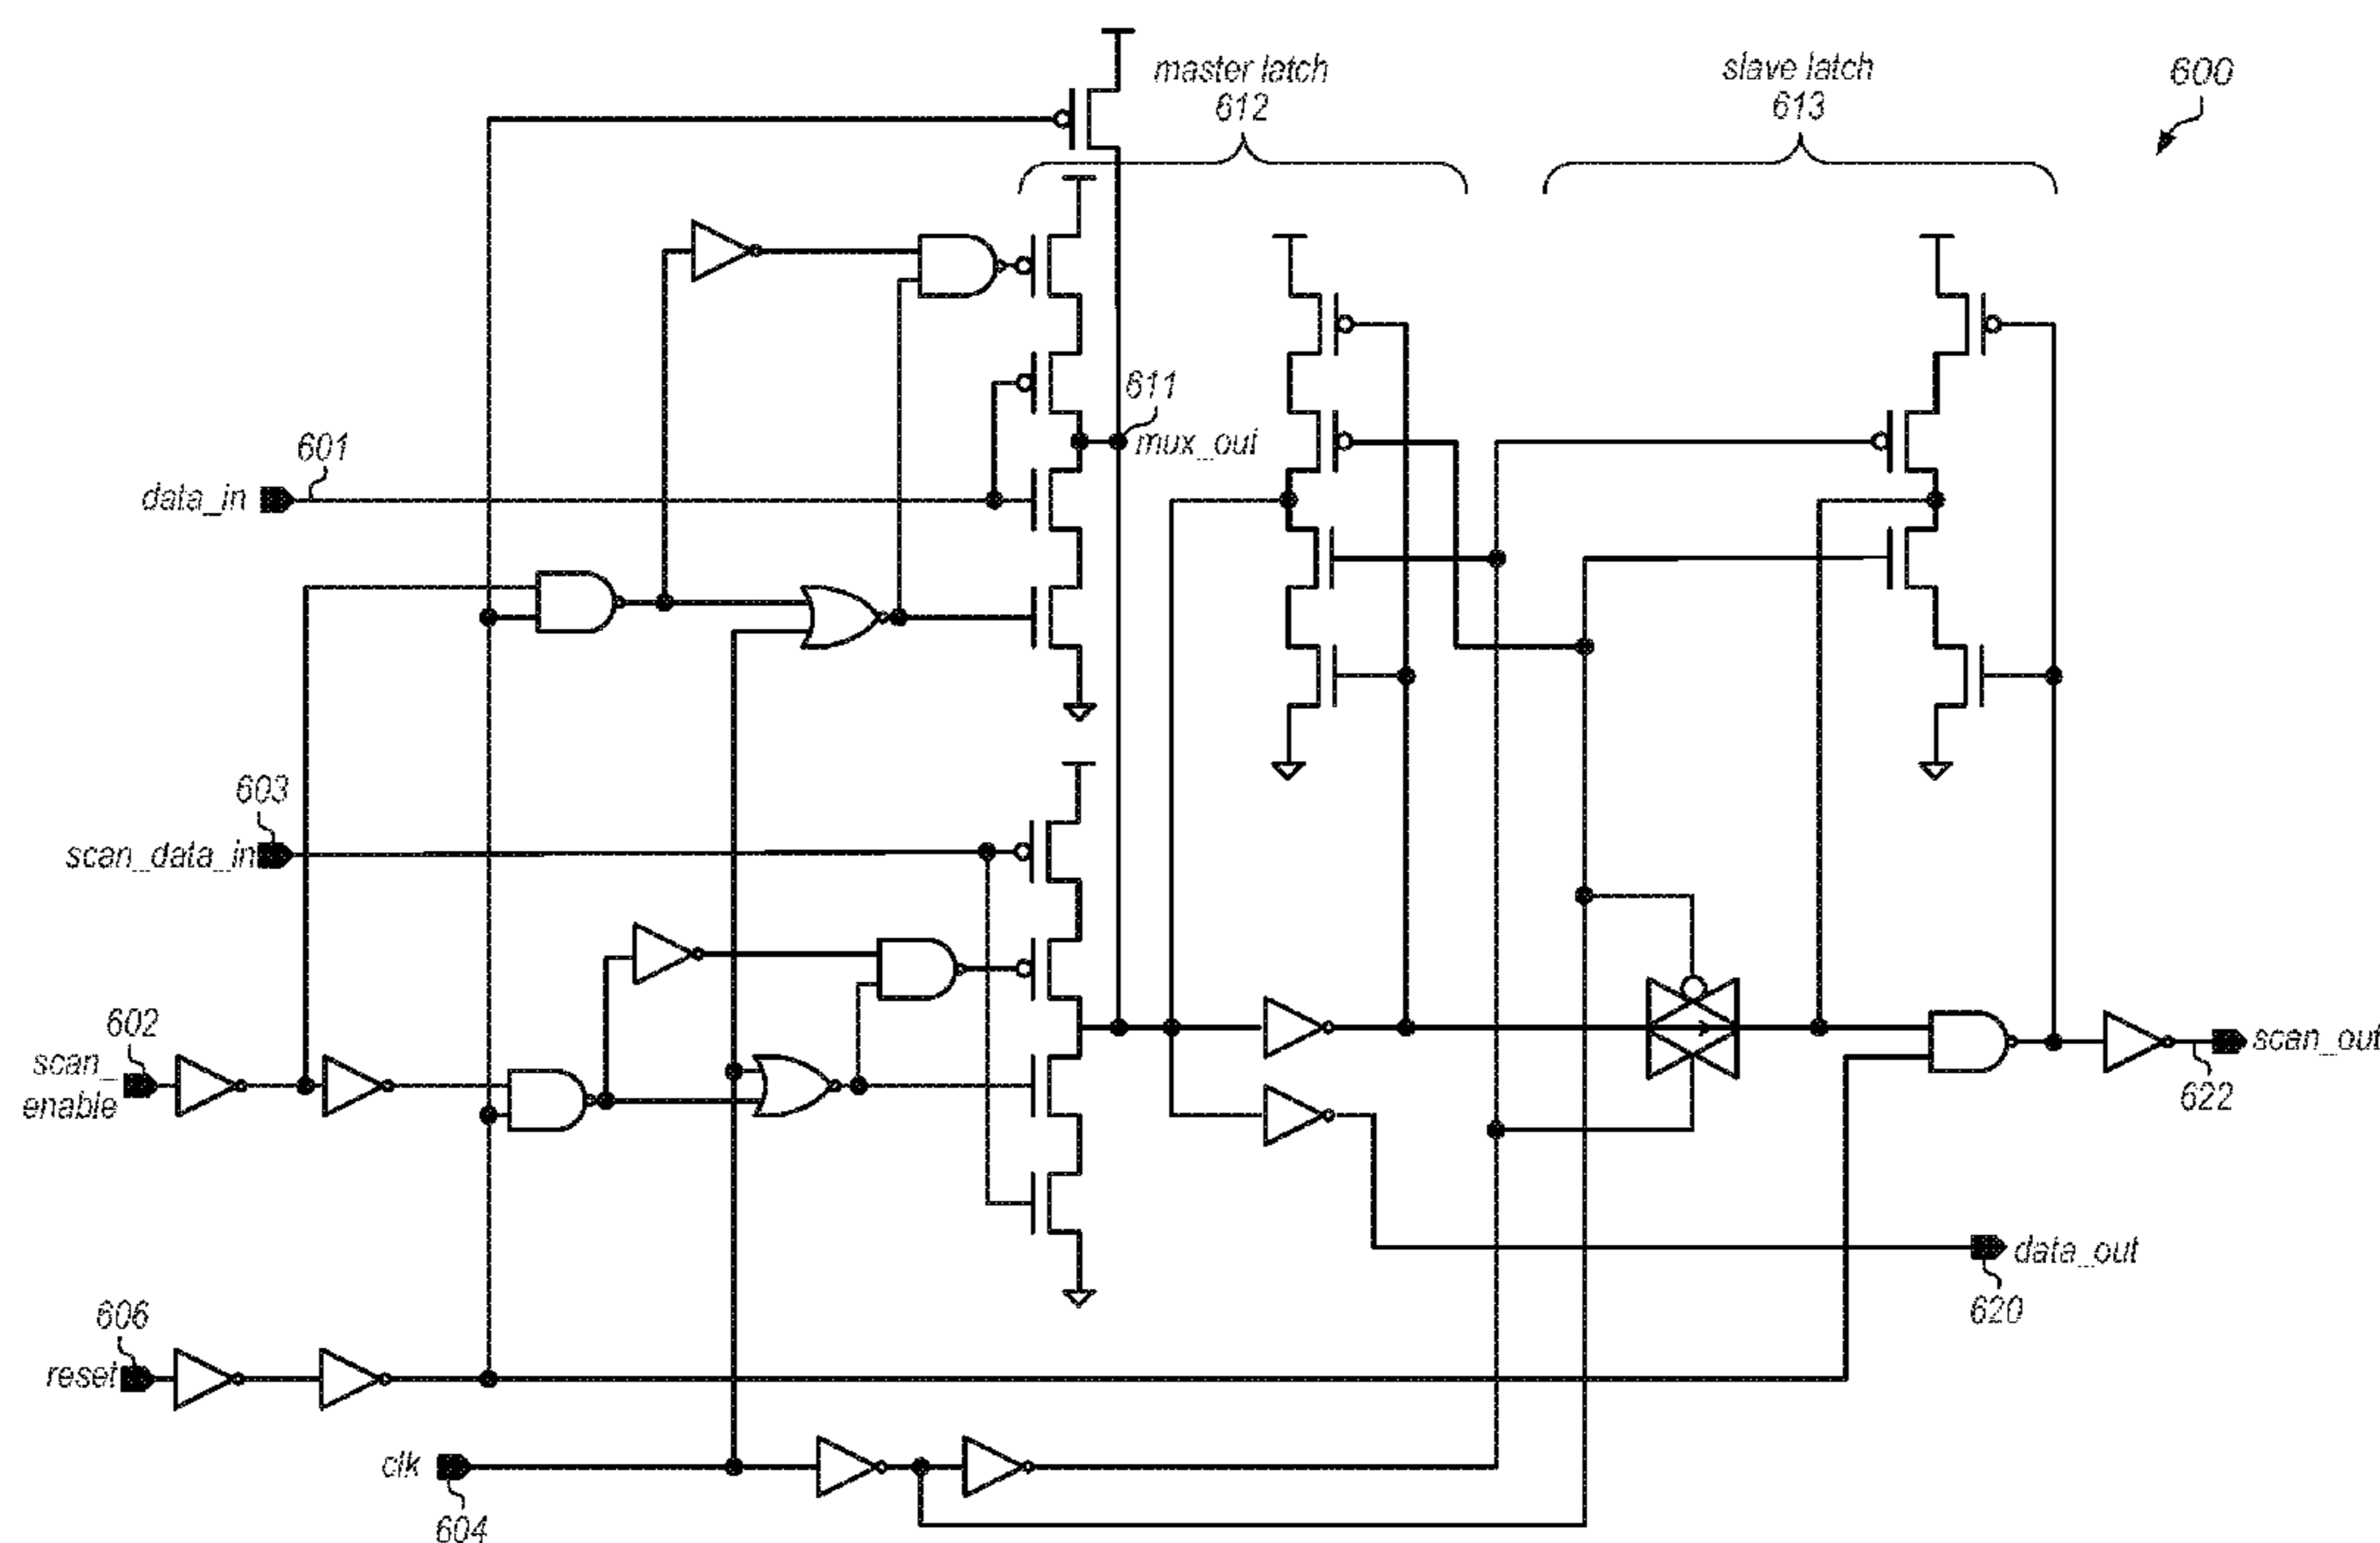 master latch
612
slave latch
613
600
611
mux_out
601
data_in
603
scan_data_in
602
scan_
enable
scan_out
622
data_out
620
606
reset
clk
604